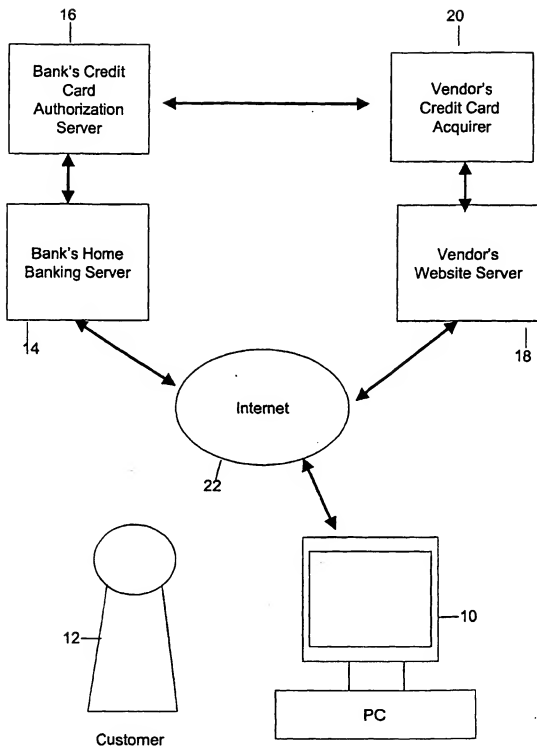 16
20
Bank's Credit
Card
Authorization
Server
Vendor's
Credit Card
Acquirer
Bank's Home
Banking Server
Vendor's
Website Server
14
18
Internet
22
12
10
PC
Customer